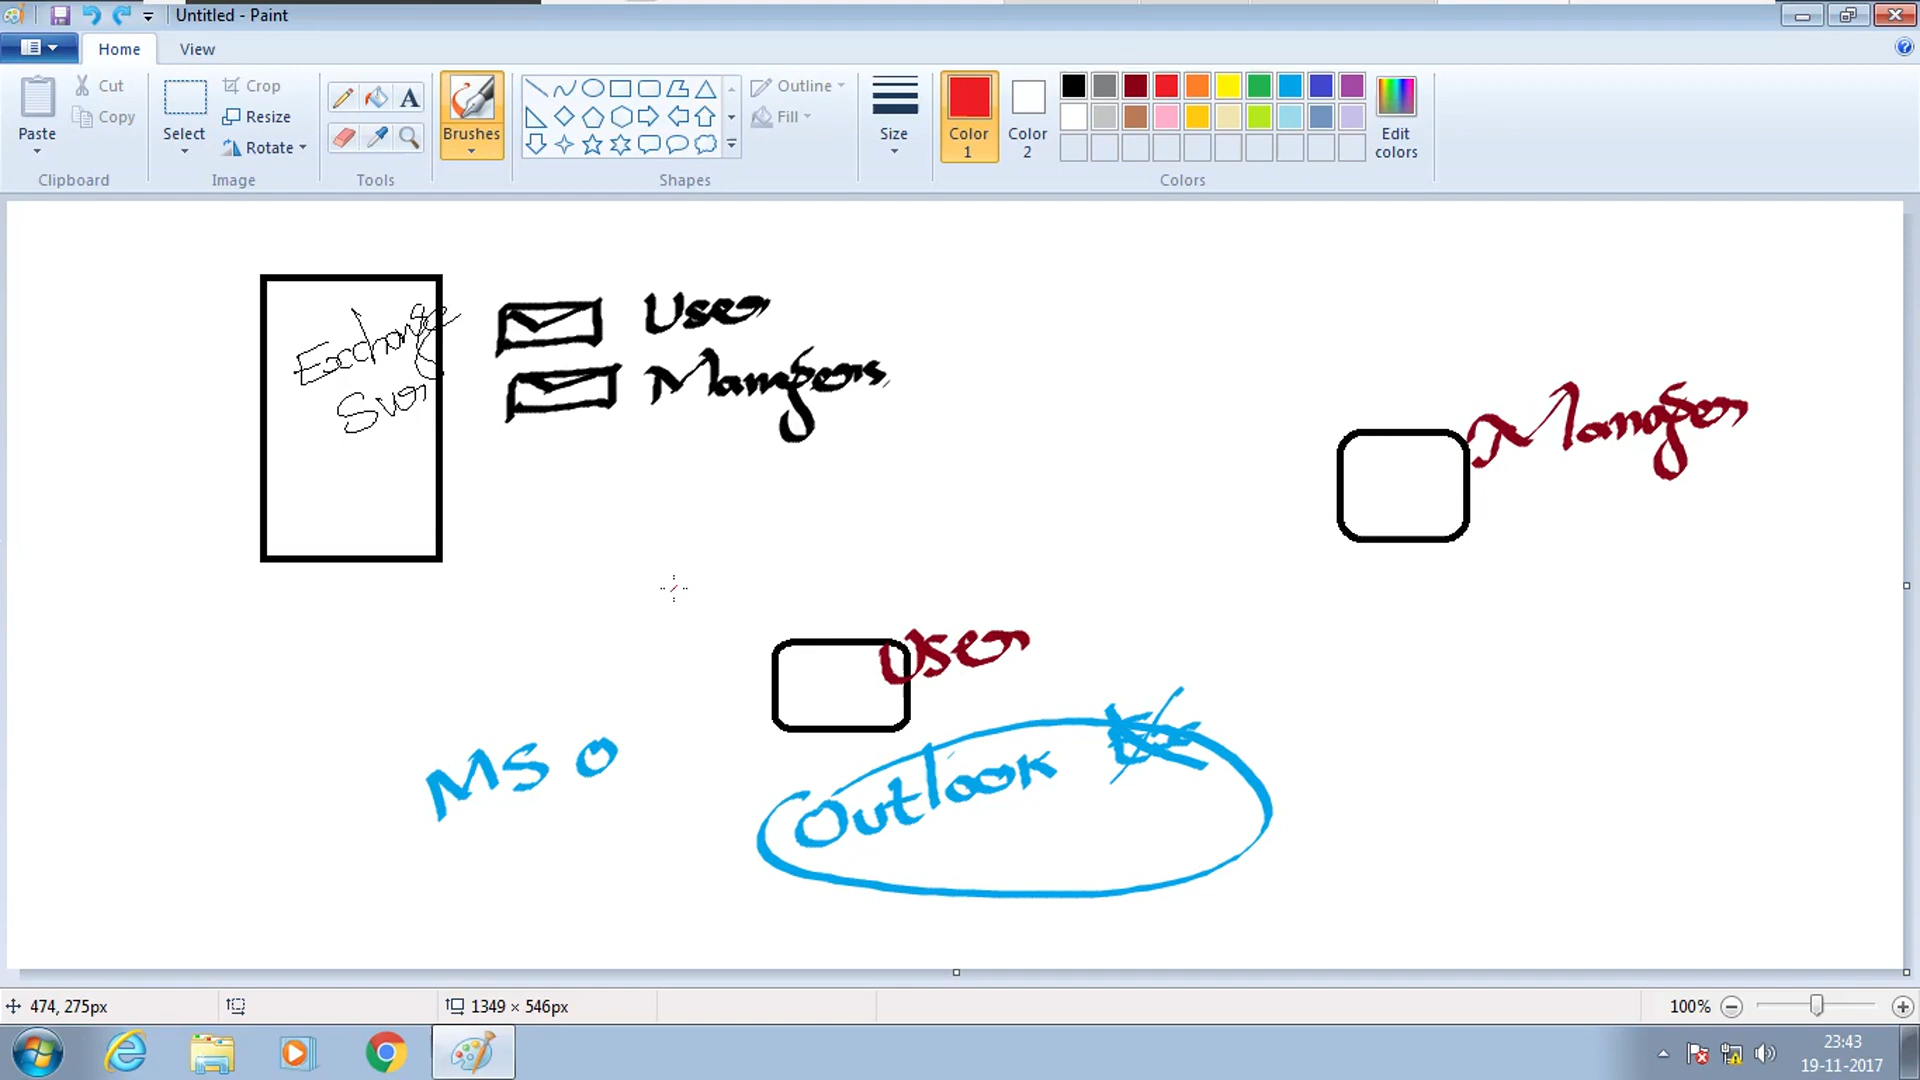 Untitled - Paint
Home View
Paste
Cut
Copy
Clipboard
Select
Crop
Resize
Rotate
Image
Tools
Brushes
Shapes
Outline
Fill
Size
Color 1
Color 2
Edit colors
Colors
Exchange
User
Manager
User
MS O
Outlook
474, 275px
1349 × 546px
100%
23:43
19-11-2017